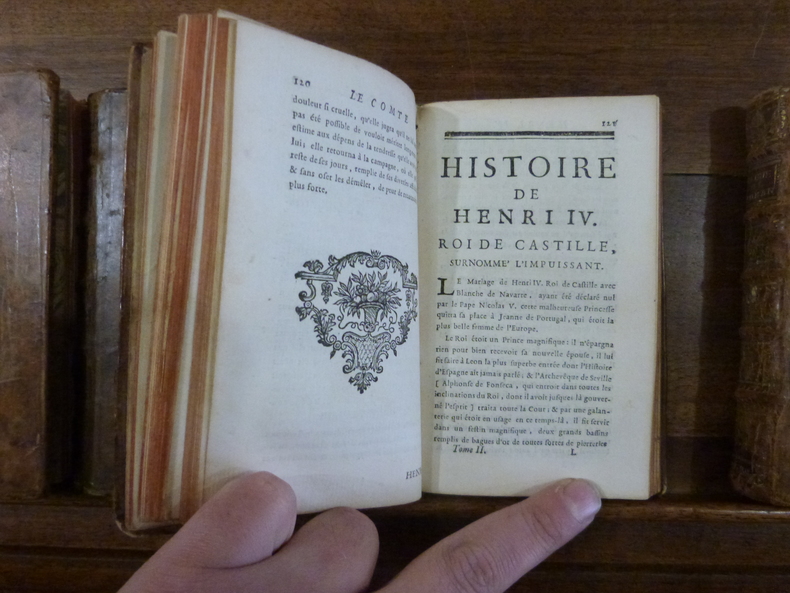 120 LE COMTE
douleur si cruelle, qu'elle jugea qu'il
pas été possible de vouloir mériter
estime aux dépens de la tendresse qu'
lui; elle retourna à la campagne, où elle
reste de ses jours, remplie de ses diverses
& sans oser les démêler, de peur de
plus forte.
HEN
121
HISTOIRE
DE
HENRI IV.
ROI DE CASTILLE,
SURNOMME' L'IMPUISSANT.
LE Mariage de Henri IV. Roi de Castille avec
Blanche de Navarre, ayant été déclaré nul
par le Pape Nicolas V. cette malheureuse Princesse
quitta sa place à Jeanne de Portugal, qui étoit la
plus belle femme de l'Europe.
Le Roi étoit un Prince magnifique: il n'épargna
rien pour bien recevoir sa nouvelle épouse, il lui
fit faire à Leon la plus superbe entrée dont l'Histoire
d'Espagne ait jamais parlé; & l'Archevêque de Seville
[ Alphonse de Fonseca, qui entroit dans toutes les
inclinations du Roi, dont il avoit jusques là gouver-
né l'esprit ] traita toute la Cour; & par une galan-
terie qui étoit en usage en ce temps-là, il fit servir
dans un festin magnifique, deux grands bassins
remplis de bagues d'or de toutes sortes de pierreries
Tome II. L